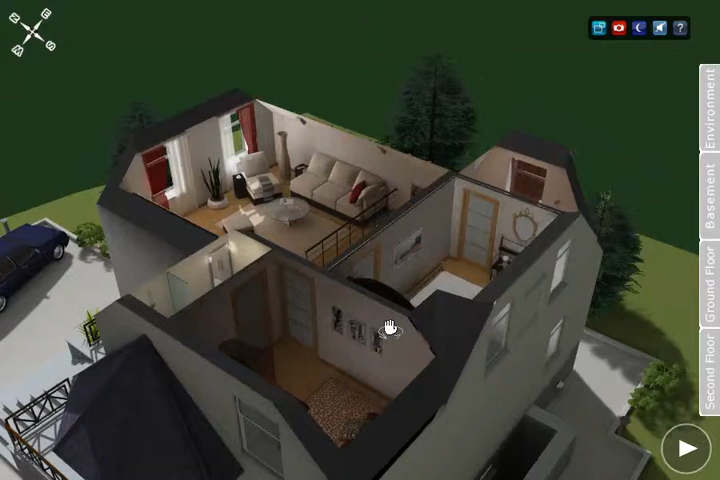 N E
W S
?
Environment
Basement
Ground Floor
Second Floor